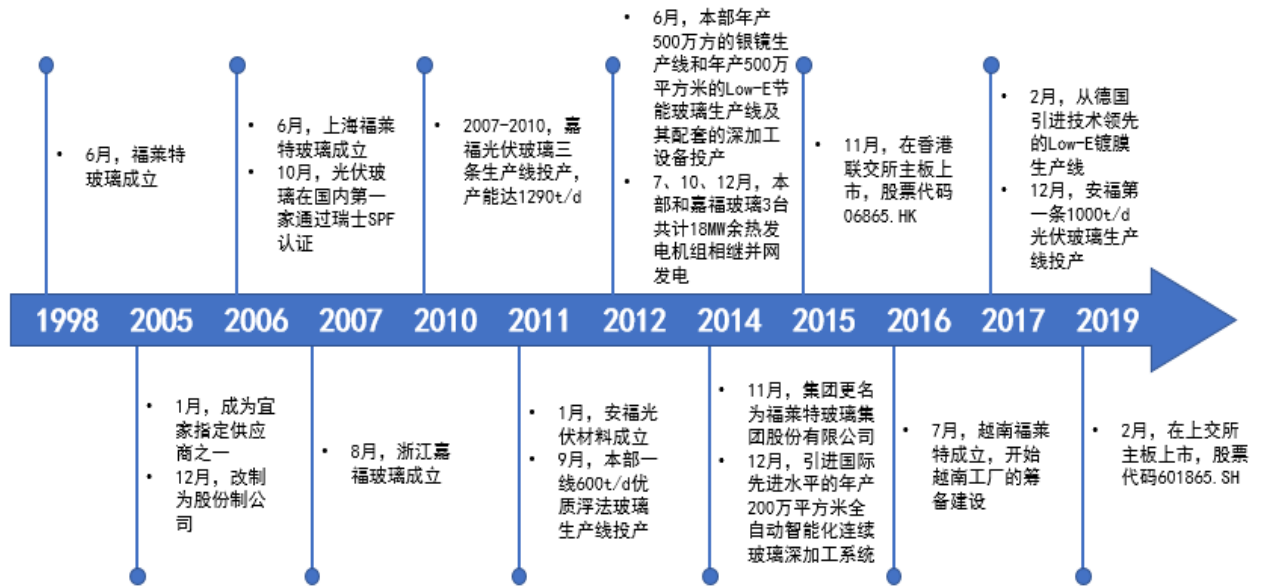 6月，福莱特
玻璃成立
6月，上海福莱
特玻璃成立
10月，光伏玻
璃在国内第一
家通过瑞士SPF
认证
2007-2010，嘉
福光伏玻璃三
条生产线投产，
产能达1290t/d
6月，本部年产
500万方的银镜生
产线和年产500万
平方米的Low-E节
能玻璃生产线及
其配套的深加工
设备投产
7、10、12月，本
部和嘉福玻璃3台
共计18MW余热发
电机组相继并网
发电
11月，在香港
联交所主板上
市，股票代码
06865.HK
2月，从德国
引进技术领先
的Low-E镀膜
生产线
12月，安福第
一条1000t/d
光伏玻璃生产
线投产
1998 2005 2006 2007 2010 2011 2012 2014 2015 2016 2017 2019
1月，成为宜
家指定供应
商之一
12月，改制
为股份制公
司
8月，浙江嘉
福玻璃成立
1月，安福光
伏材料成立
9月，本部一
线600t/d优
质浮法玻璃
生产线投产
11月，集团更名
为福莱特玻璃集
团股份有限公司
12月，引进国际
先进水平的年产
200万平方米全
自动智能化连续
玻璃深加工系统
7月，越南福莱
特成立，开始
越南工厂的筹
备建设
2月，在上交所
主板上市，股票
代码601865.SH